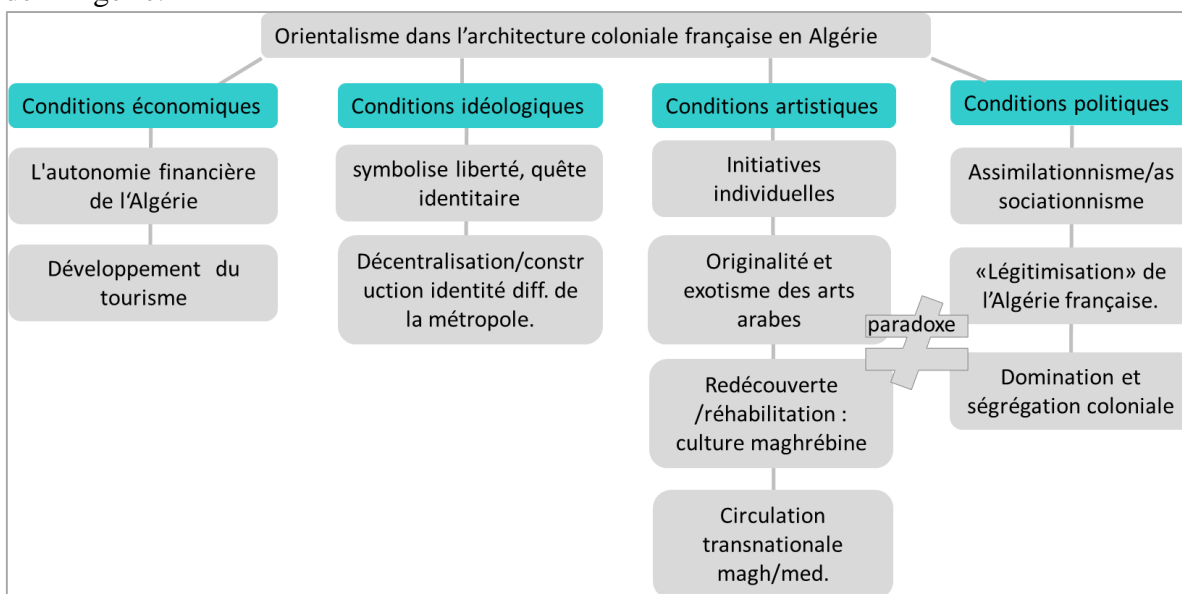 Orientalisme dans l'architecture coloniale française en Algérie
Conditions économiques
L'autonomie financière
de l'Algérie
Développement du
tourisme
Conditions idéologiques
symbolise liberté, quête
identitaire
Décentralisation/constr
uction identité diff. de
la métropole.
Conditions artistiques
Initiatives
individuelles
Originalité et
exotisme des arts
arabes
Redécouverte
/réhabilitation :
culture maghrébine
Circulation
transnationale
magh/med.
paradoxe
Conditions politiques
Assimilationnisme/as
sociationnisme
«Légitimisation» de
l'Algérie française.
Domination et
ségrégation coloniale